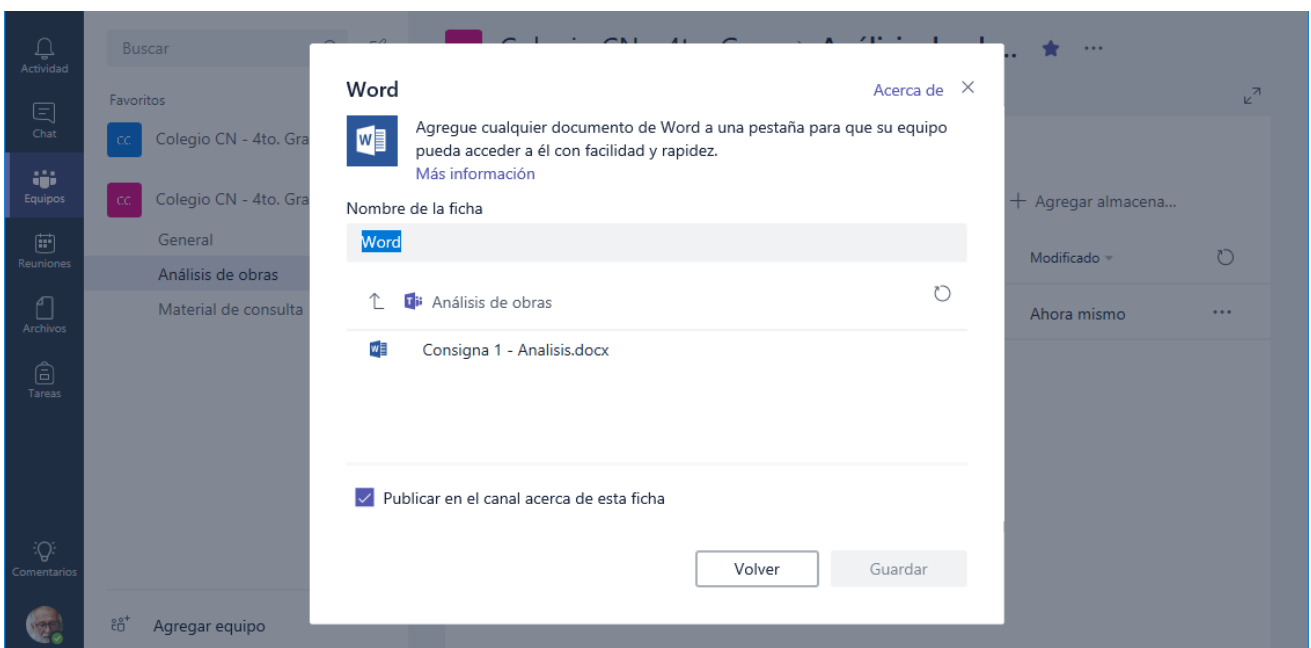 Actividad
Chat
Equipos
Reuniones
Archivos
Tareas
Comentarios
Buscar
Favoritos
CC
Colegio CN - 4to. Gra
CC
Colegio CN - 4to. Gra
General
Análisis de obras
Material de consulta
Agregar equipo
Word
Acerca de
Agregue cualquier documento de Word a una pestaña para que su equipo
pueda acceder a él con facilidad y rapidez.
Más información
Nombre de la ficha
Word
Análisis de obras
Consigna 1 - Analisis.docx
Publicar en el canal acerca de esta ficha
Volver
Guardar
Agregar almacena...
Modificado
Ahora mismo